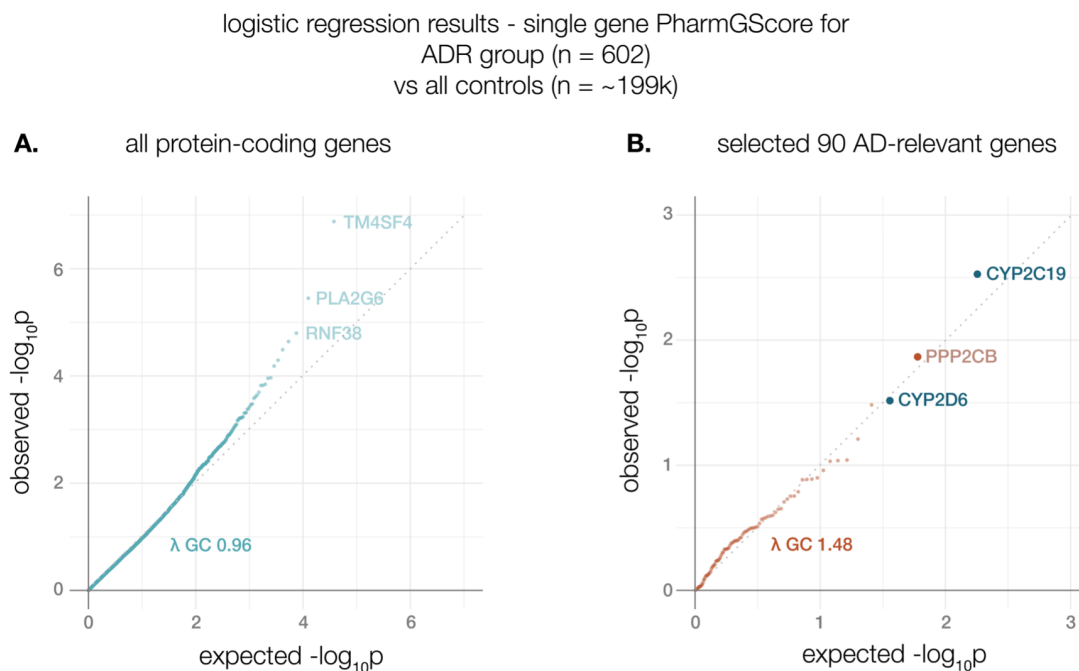 logistic regression results - single gene PharmGScore for
ADR group (n = 602)
vs all controls (n = ~199k)
A. all protein-coding genes
TM4SF4
PLA2G6
RNF38
6
4
2
0
λ GC 0.96
0 2 4 6
observed -log10p
expected -log10p
B. selected 90 AD-relevant genes
3
2
1
0
CYP2C19
PPP2CB
CYP2D6
λ GC 1.48
0 1 2 3
observed -log10p
expected -log10p